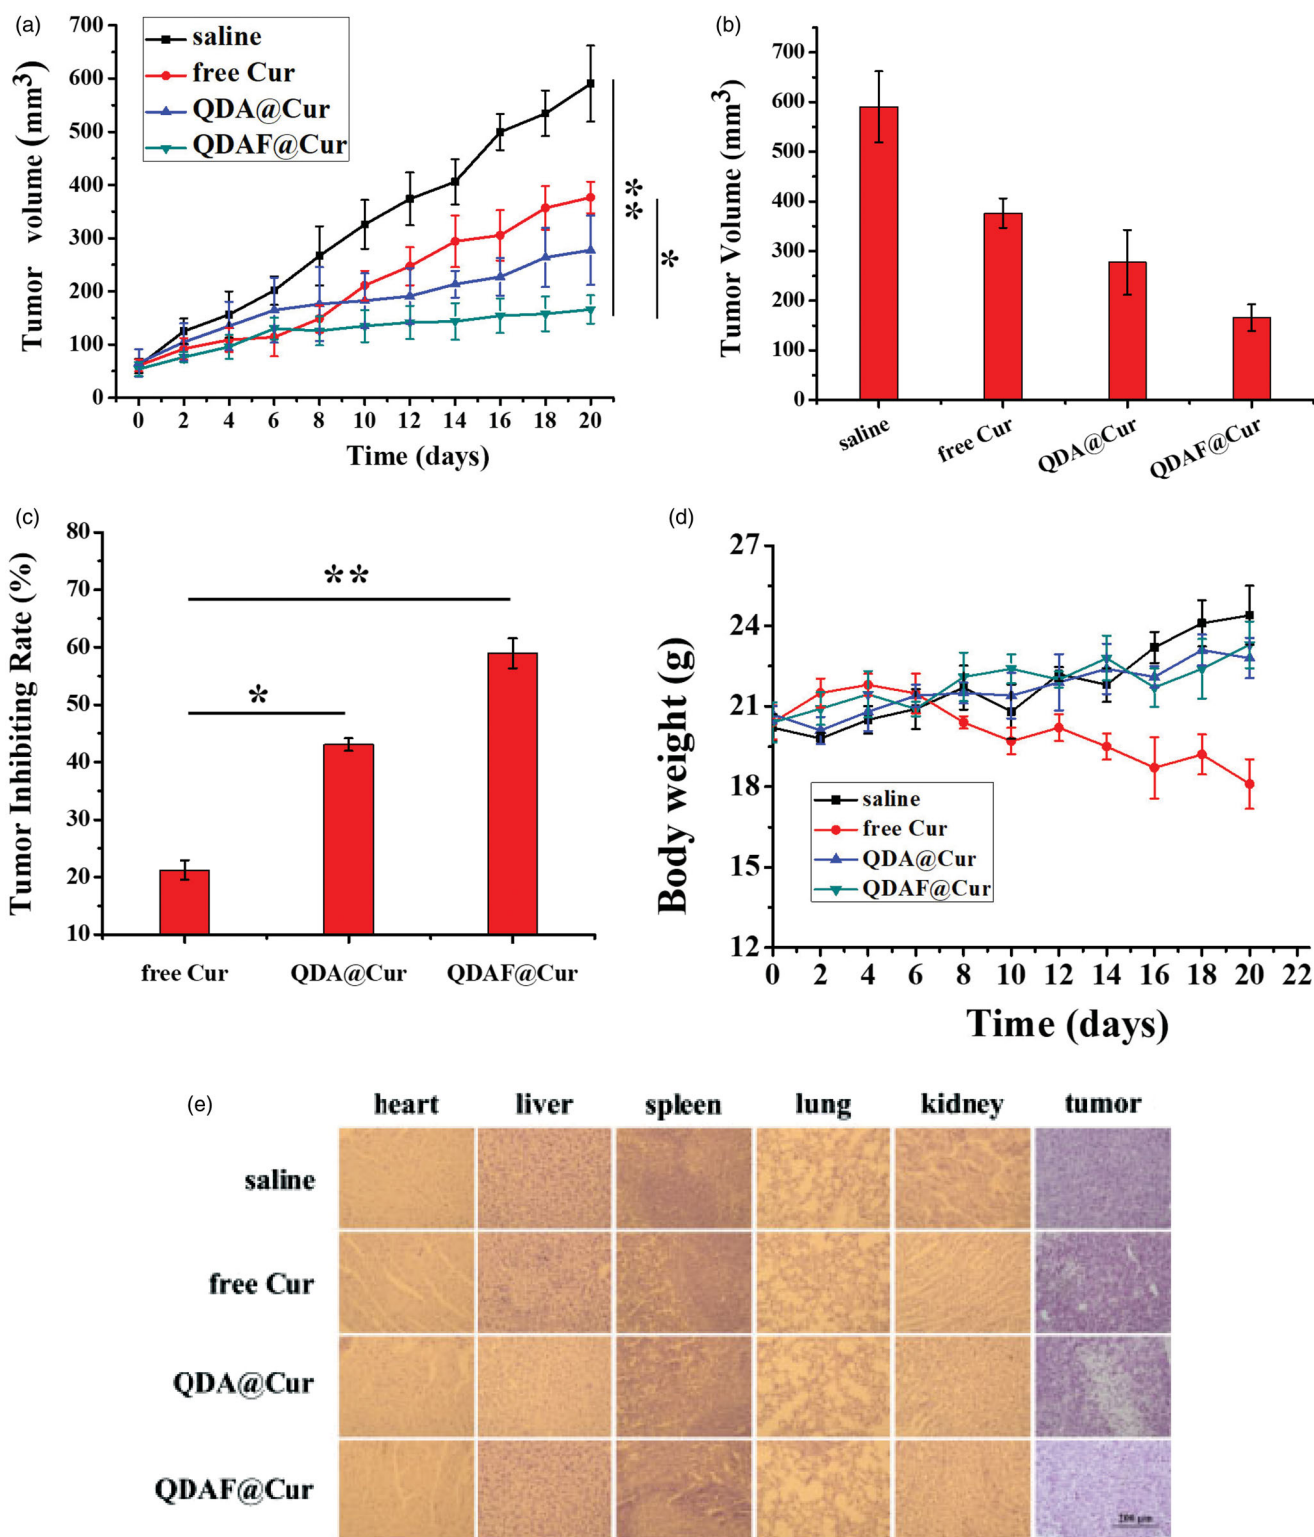 (a)
700
600
500
400
300
200
100
0
Tumor volume (mm³)
saline
free Cur
QDA@Cur
QDAF@Cur
**
*
0 2 4 6 8 10 12 14 16 18 20
Time (days)
(b)
700
600
500
400
300
200
100
0
Tumor Volume (mm³)
saline
free Cur
QDA@Cur
QDAF@Cur
(c)
80
70
60
50
40
30
20
10
Tumor Inhibiting Rate (%)
**
*
free Cur QDA@Cur QDAF@Cur
(d)
27
24
21
18
15
12
Body weight (g)
saline
free Cur
QDA@Cur
QDAF@Cur
0 2 4 6 8 10 12 14 16 18 20 22
Time (days)
(e)
heart liver spleen lung kidney tumor
saline
free Cur
QDA@Cur
QDAF@Cur
200 μm